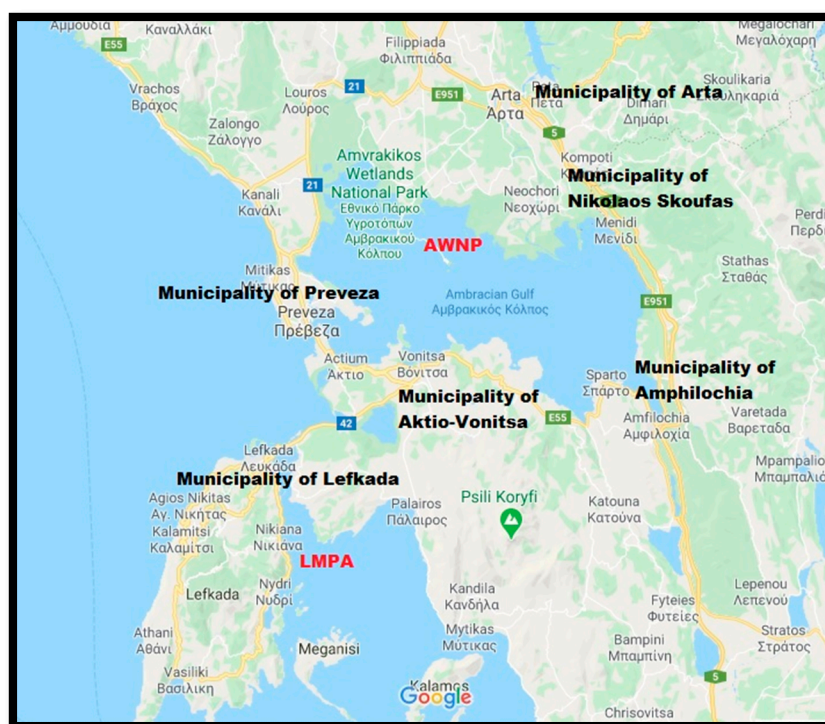 Αμμουδιά
Καναλλάκι
E55
Filippiada
Φιλιππιάδα
Megalochari
Μεγαλόχαρη
Vrachos
Βράχος
Louros
Λούρος
21
E951
Arta
Άρτα
Peta
Πέτα
Municipality of Arta
Skoulikaria
Σκουληκαριά
Dimari
Δημάρι
Zalongo
Ζάλογγο
5
Kompoti
Amvrakikos
Wetlands
National Park
Εθνικό Πάρκο
Υγροτόπων
Αμβρακικού
Κόλπου
Municipality of
Nikolaos Skoufas
21
Kanali
Κανάλι
Neochori
Νεοχώρι
Menidi
Μενίδι
AWNP
Stathas
Σταθάς
Mitikas
Μύτικας
Municipality of Preveza
Preveza
Πρέβεζα
Ambracian Gulf
Αμβρακικός Κόλπος
E951
Actium
Άκτιο
Vonitsa
Βόνιτσα
Sparto
Σπάρτο
Municipality of
Amphilochia
Municipality of
Aktio-Vonitsa
42
E55
Amfilochia
Αμφιλοχία
Varetada
Βαρετάδα
Lefkada
Λευκάδα
Municipality of Lefkada
Agios Nikitas
Αγ. Νικήτας
Palairos
Πάλαιρος
Psili Koryfi
Katouna
Κατούνα
Kalamitsi
Καλαμίτσι
Nikiana
Νικιάνα
LMPA
Nydri
Νυδρί
Lefkada
Kandila
Κανδήλα
Fyteies
Φυτείες
Lepenou
Λεπενού
Athani
Αθάνι
Meganisi
Mytikas
Μύτικας
Bampini
Μπαμπίνη
Stratos
Στράτος
Vasiliki
Βασιλική
Kalamos
Google
5
Chrisovitsa